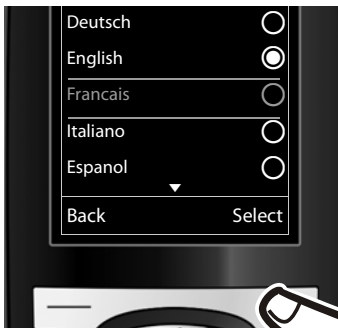 Deutsch
English
Francais
Italiano
Espanol
Back Select